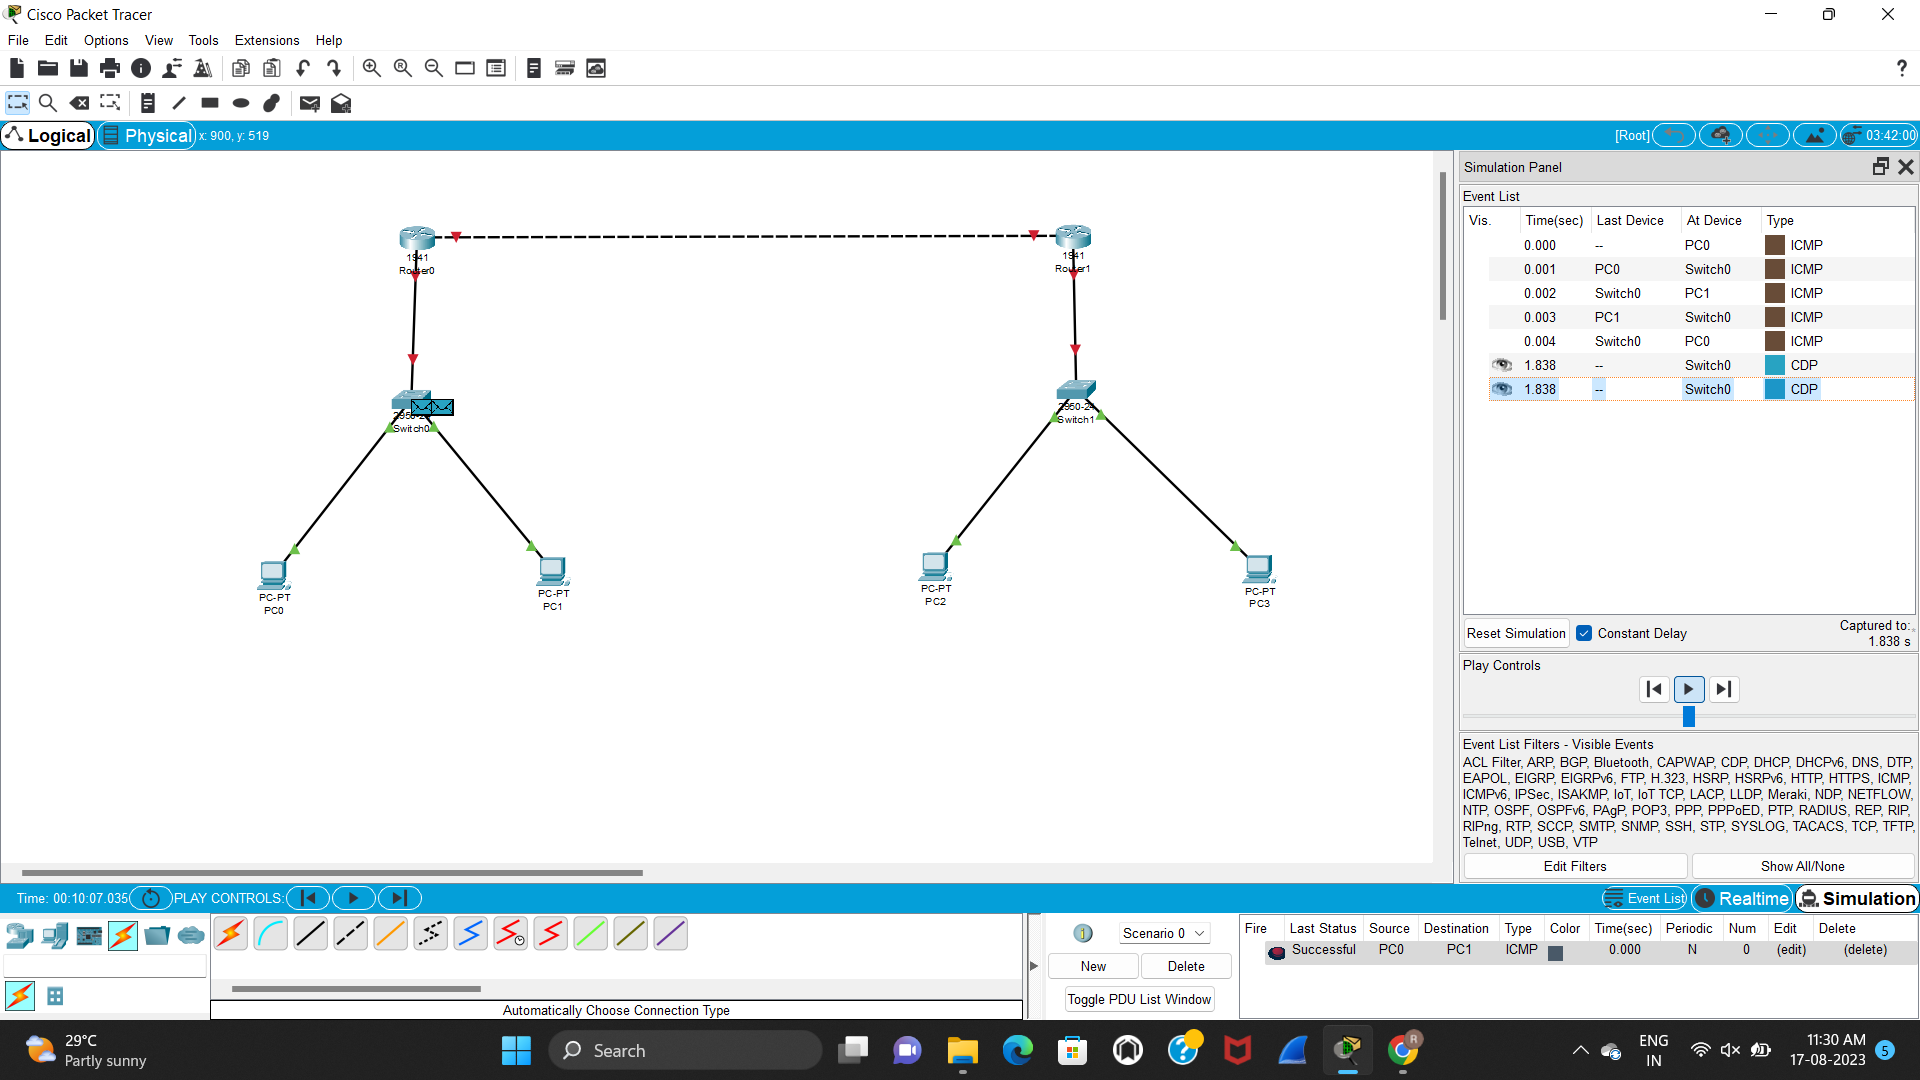 Cisco Packet Tracer
File Edit Options View Tools Extensions Help
?
Logical Physical x: 900, y: 519 [Root] 03:42:00
Simulation Panel
Event List
Vis. Time(sec) Last Device At Device Type
0.000 -- PC0 ICMP
0.001 PC0 Switch0 ICMP
0.002 Switch0 PC1 ICMP
0.003 PC1 Switch0 ICMP
0.004 Switch0 PC0 ICMP
1.838 -- Switch0 CDP
1.838 -- Switch0 CDP
1941
Router0
1941
Router1
Switch0
2950-24
Switch1
PC-PT
PC0
PC-PT
PC1
PC-PT
PC2
PC-PT
PC3
Reset Simulation Constant Delay Captured to:
1.838 s
Play Controls
Event List Filters - Visible Events
ACL Filter, ARP, BGP, Bluetooth, CAPWAP, CDP, DHCP, DHCPv6, DNS, DTP,
EAPOL, EIGRP, EIGRPv6, FTP, H.323, HSRP, HSRPv6, HTTP, HTTPS, ICMP,
ICMPv6, IPSec, ISAKMP, IoT, IoT TCP, LACP, LLDP, Meraki, NDP, NETFLOW,
NTP, OSPF, OSPFv6, PAgP, POP3, PPP, PPPoED, PTP, RADIUS, REP, RIP,
RIPng, RTP, SCCP, SMTP, SNMP, SSH, STP, SYSLOG, TACACS, TCP, TFTP,
Telnet, UDP, USB, VTP
Edit Filters Show All/None
Time: 00:10:07.035 PLAY CONTROLS: Event List Realtime Simulation
Scenario 0
New Delete
Toggle PDU List Window
Fire Last Status Source Destination Type Color Time(sec) Periodic Num Edit Delete
Successful PC0 PC1 ICMP 0.000 N 0 (edit) (delete)
Automatically Choose Connection Type
29°C
Partly sunny
Search
R
ENG
IN
11:30 AM
17-08-2023
5